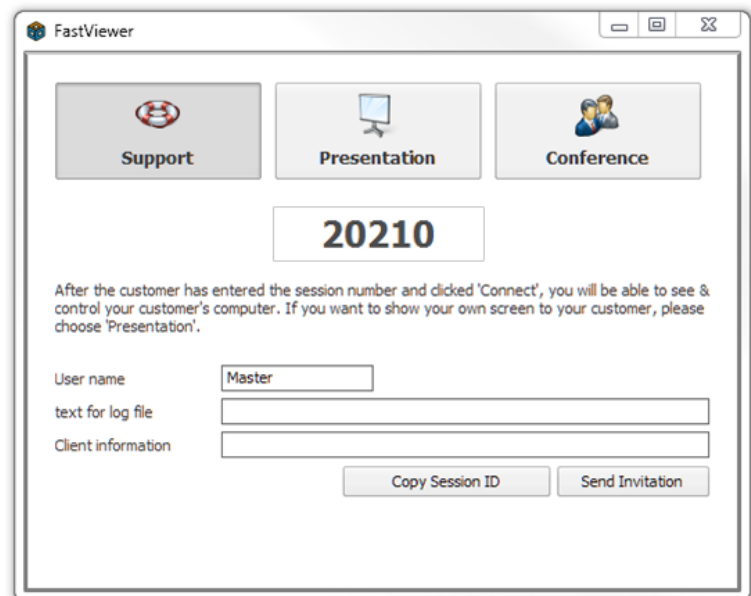 FastViewer
Support
Presentation
Conference
20210
After the customer has entered the session number and clicked 'Connect', you will be able to see &
control your customer's computer. If you want to show your own screen to your customer, please
choose 'Presentation'.
User name
Master
text for log file
Client information
Copy Session ID
Send Invitation